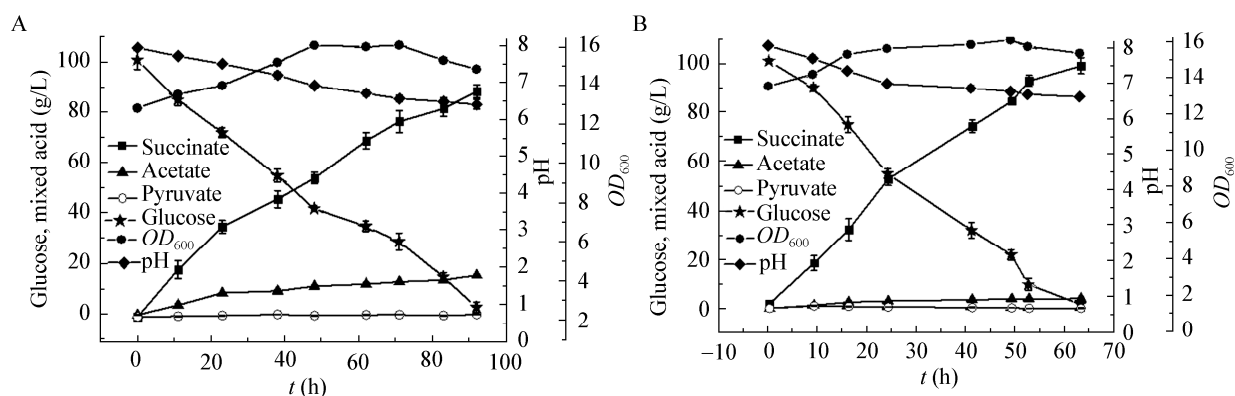 A
Glucose, mixed acid (g/L)
100
80
60
40
20
0
Succinate
Acetate
Pyruvate
Glucose
OD600
pH
0 20 40 60 80 100
t (h)
8
7
6
5
4
3
2
1
0
pH
16
14
12
10
8
6
4
2
OD600
B
Glucose, mixed acid (g/L)
100
80
60
40
20
0
Succinate
Acetate
Pyruvate
Glucose
OD600
pH
−10 0 10 20 30 40 50 60 70
t (h)
8
7
6
5
4
3
2
1
0
pH
16
14
12
10
8
6
4
2
0
OD600